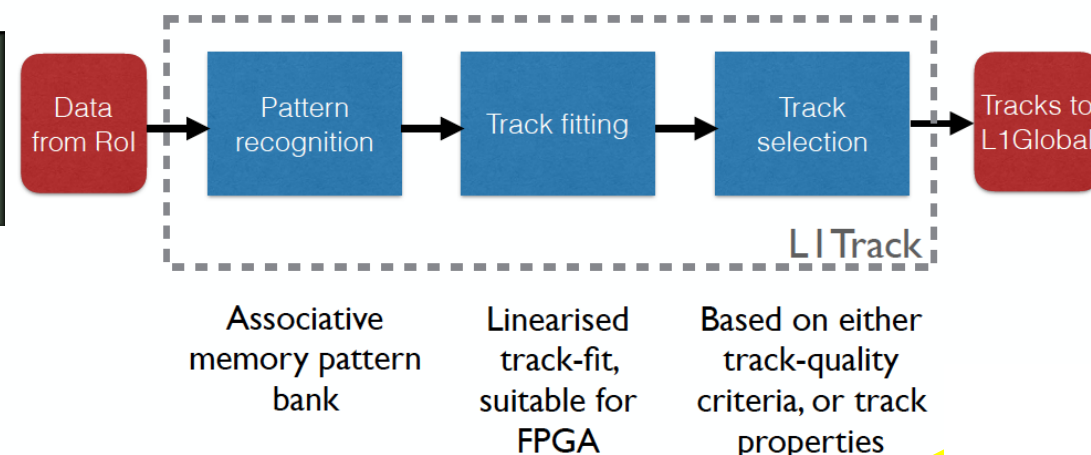 Data
from RoI
Pattern
recognition
Track fitting
Track
selection
Tracks to
L1Global
L1Track
Associative
memory pattern
bank
Linearised
track-fit,
suitable for
FPGA
Based on either
track-quality
criteria, or track
properties